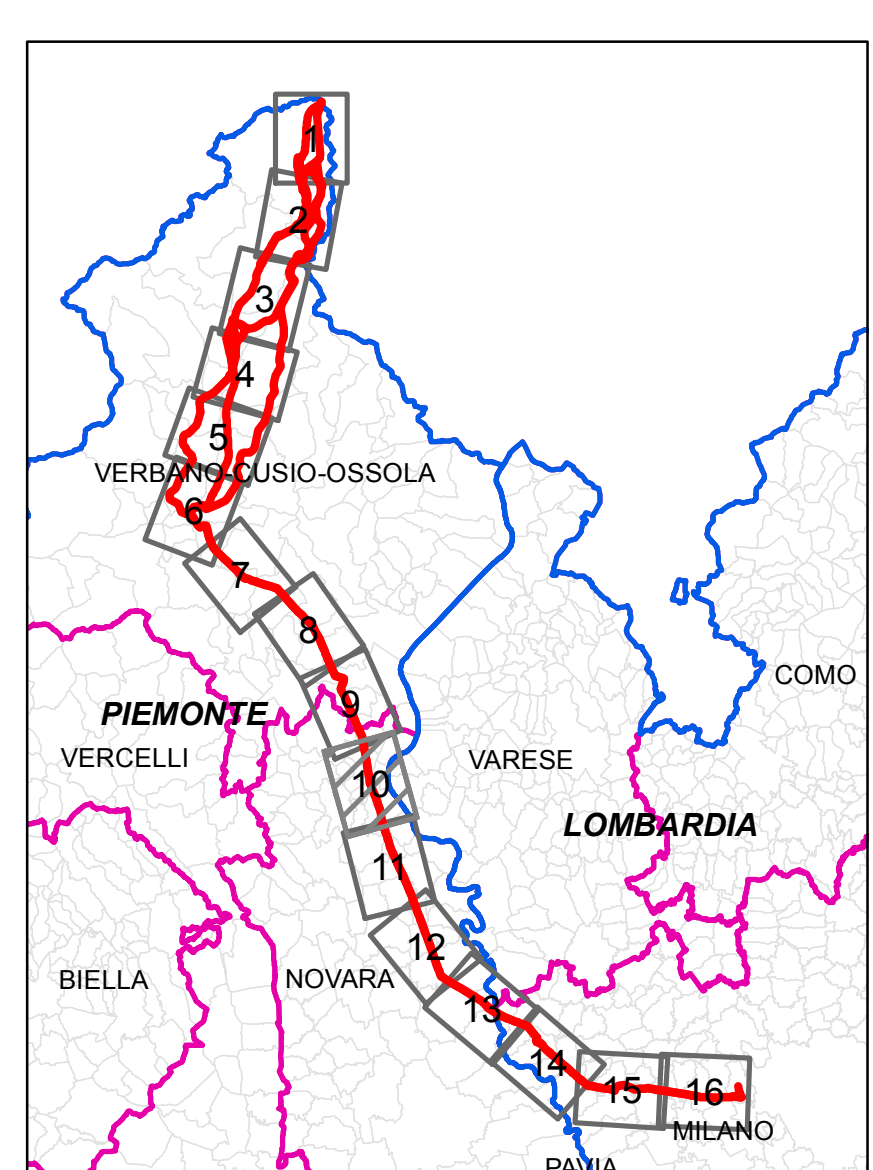 1
2
3
4
5
VERBANO-CUSIO-OSSOLA
6
7
8
COMO
9
PIEMONTE
VERCELLI
VARESE
10
LOMBARDIA
11
12
BIELLA
NOVARA
13
14
15
16
MILANO
PAVIA